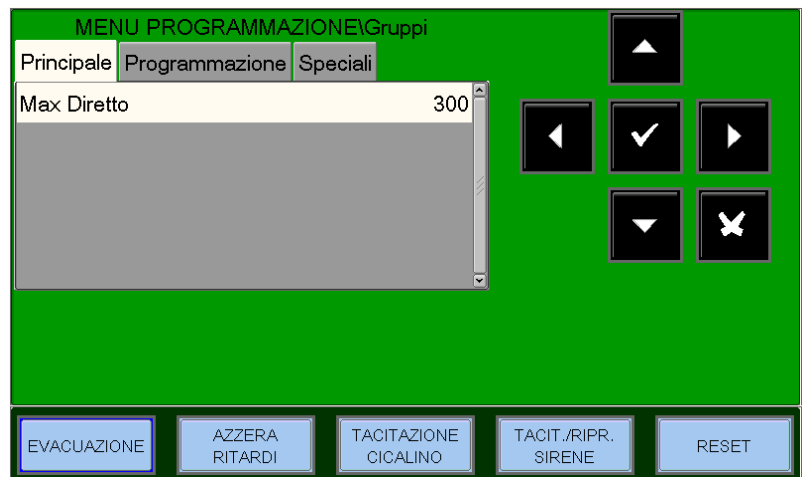 MENU PROGRAMMAZIONE\Gruppi
Principale Programmazione Speciali
Max Diretto 300
EVACUAZIONE
AZZERA
RITARDI
TACITAZIONE
CICALINO
TACIT./RIPR.
SIRENE
RESET